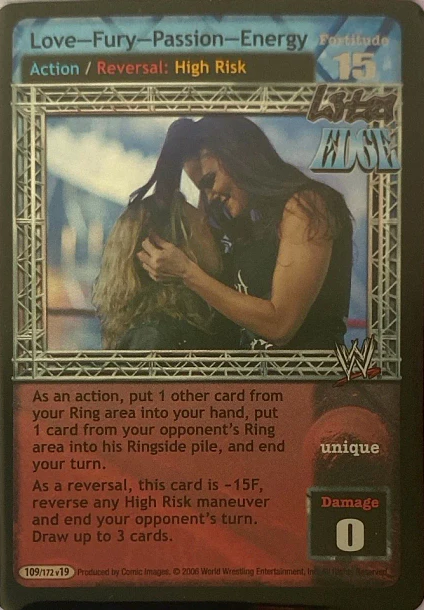 Love—Fury—Passion—Energy
Fortitude
15
Action / Reversal: High Risk
Lita
EDGE
W
As an action, put 1 other card from
your Ring area into your hand, put
1 card from your opponent's Ring
area into his Ringside pile, and end
your turn.
unique
As a reversal, this card is -15F,
reverse any High Risk maneuver
and end your opponent's turn.
Draw up to 3 cards.
Damage
0
109/172 v19 Produced by Comic Images. © 2006 World Wrestling Entertainment, Inc. All Rights Reserved.